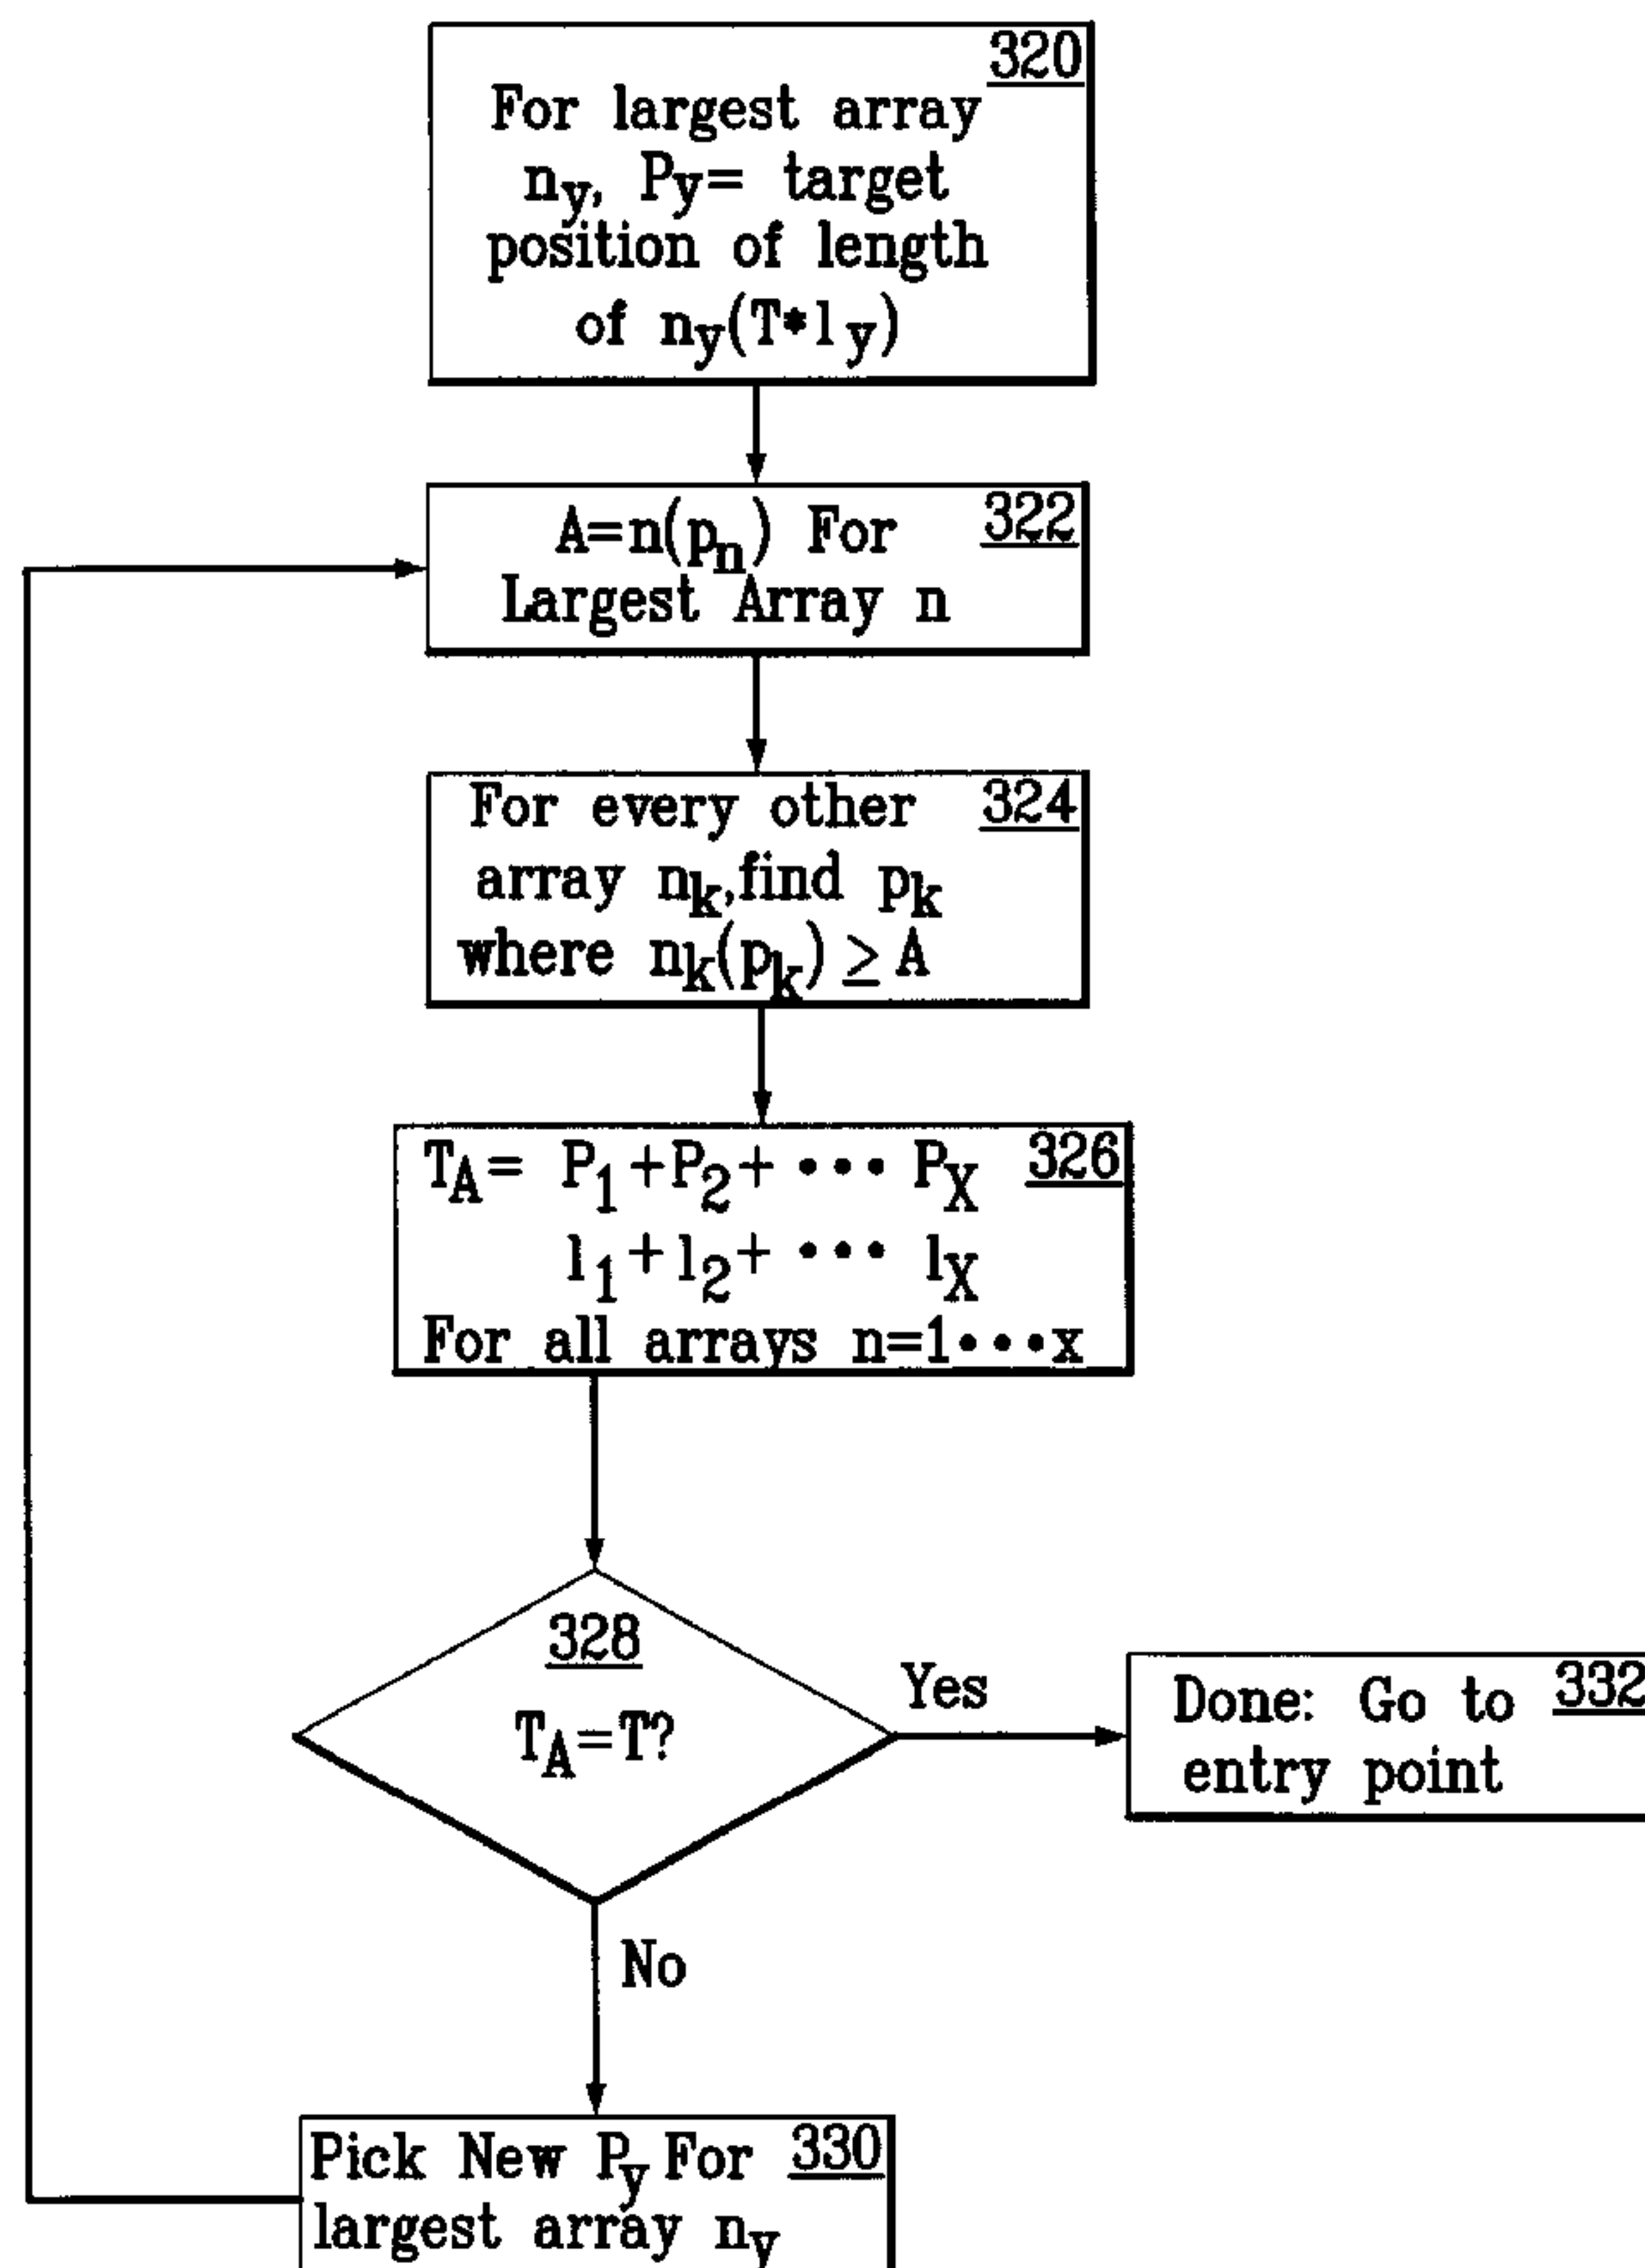 320
For largest array
ny, Py= target
position of length
of ny(T*ly)
A=n(pn) For 322
Largest Array n
For every other 324
array nk,find pk
where nk(pk) ≥ A
TA= P1+P2+ ••• PX 326
l1+l2+ ••• lX
For all arrays n=1•••x
328
TA=T?
Yes
Done: Go to 332
entry point
No
Pick New Py For 330
largest array ny